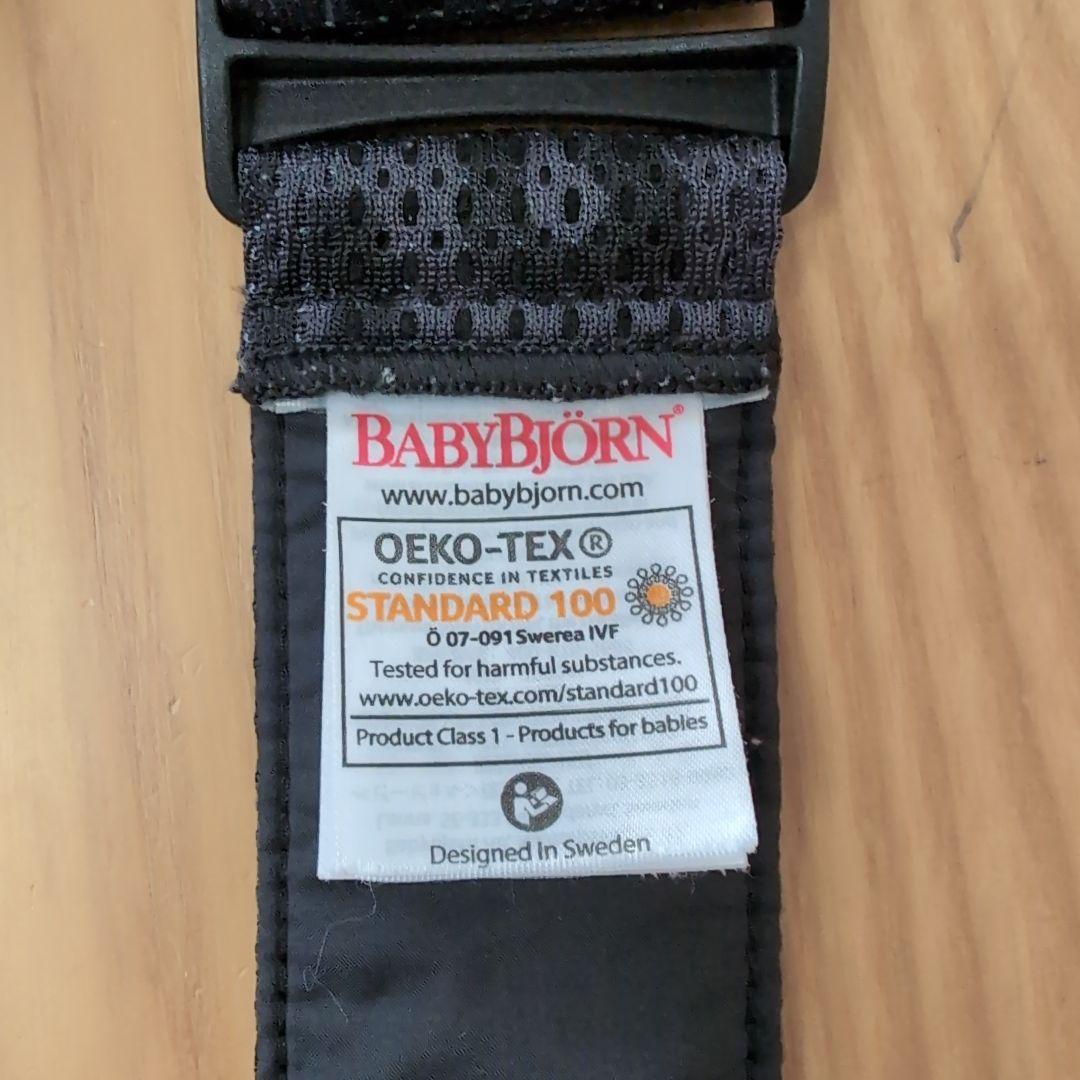 BABYBJÖRN®
www.babybjorn.com
OEKO-TEX®
CONFIDENCE IN TEXTILES
STANDARD 100
Ö 07-091 Swerea IVF
Tested for harmful substances.
www.oeko-tex.com/standard100
Product Class 1 - Products for babies
Designed In Sweden